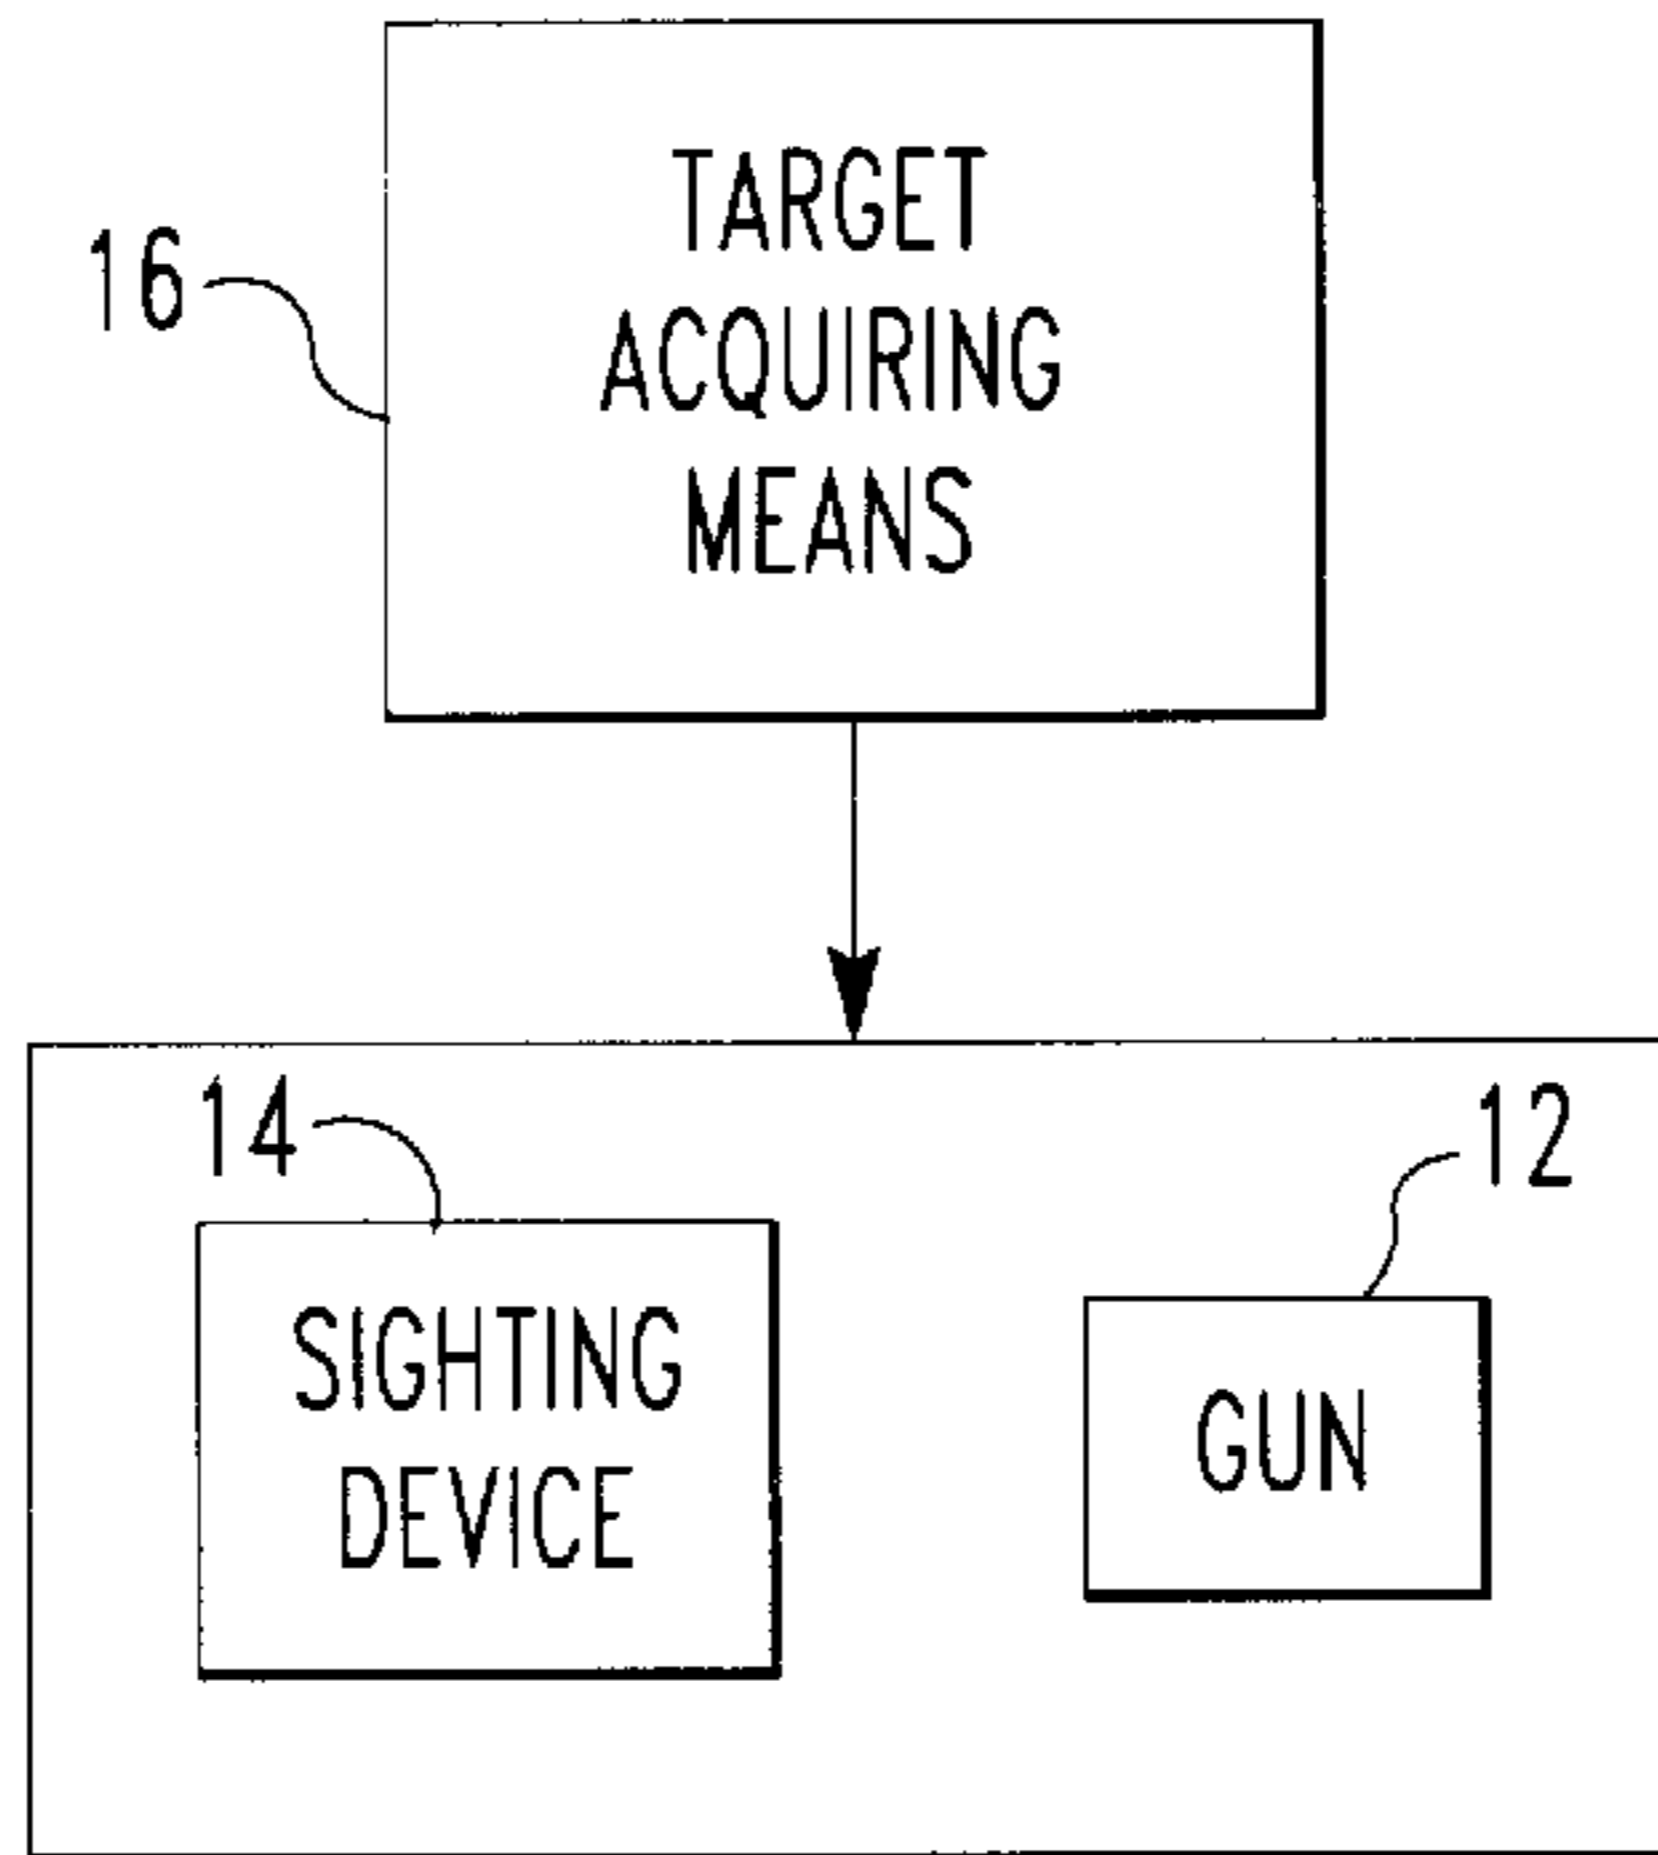 TARGET
ACQUIRING
MEANS
16
14
12
SIGHTING
DEVICE
GUN